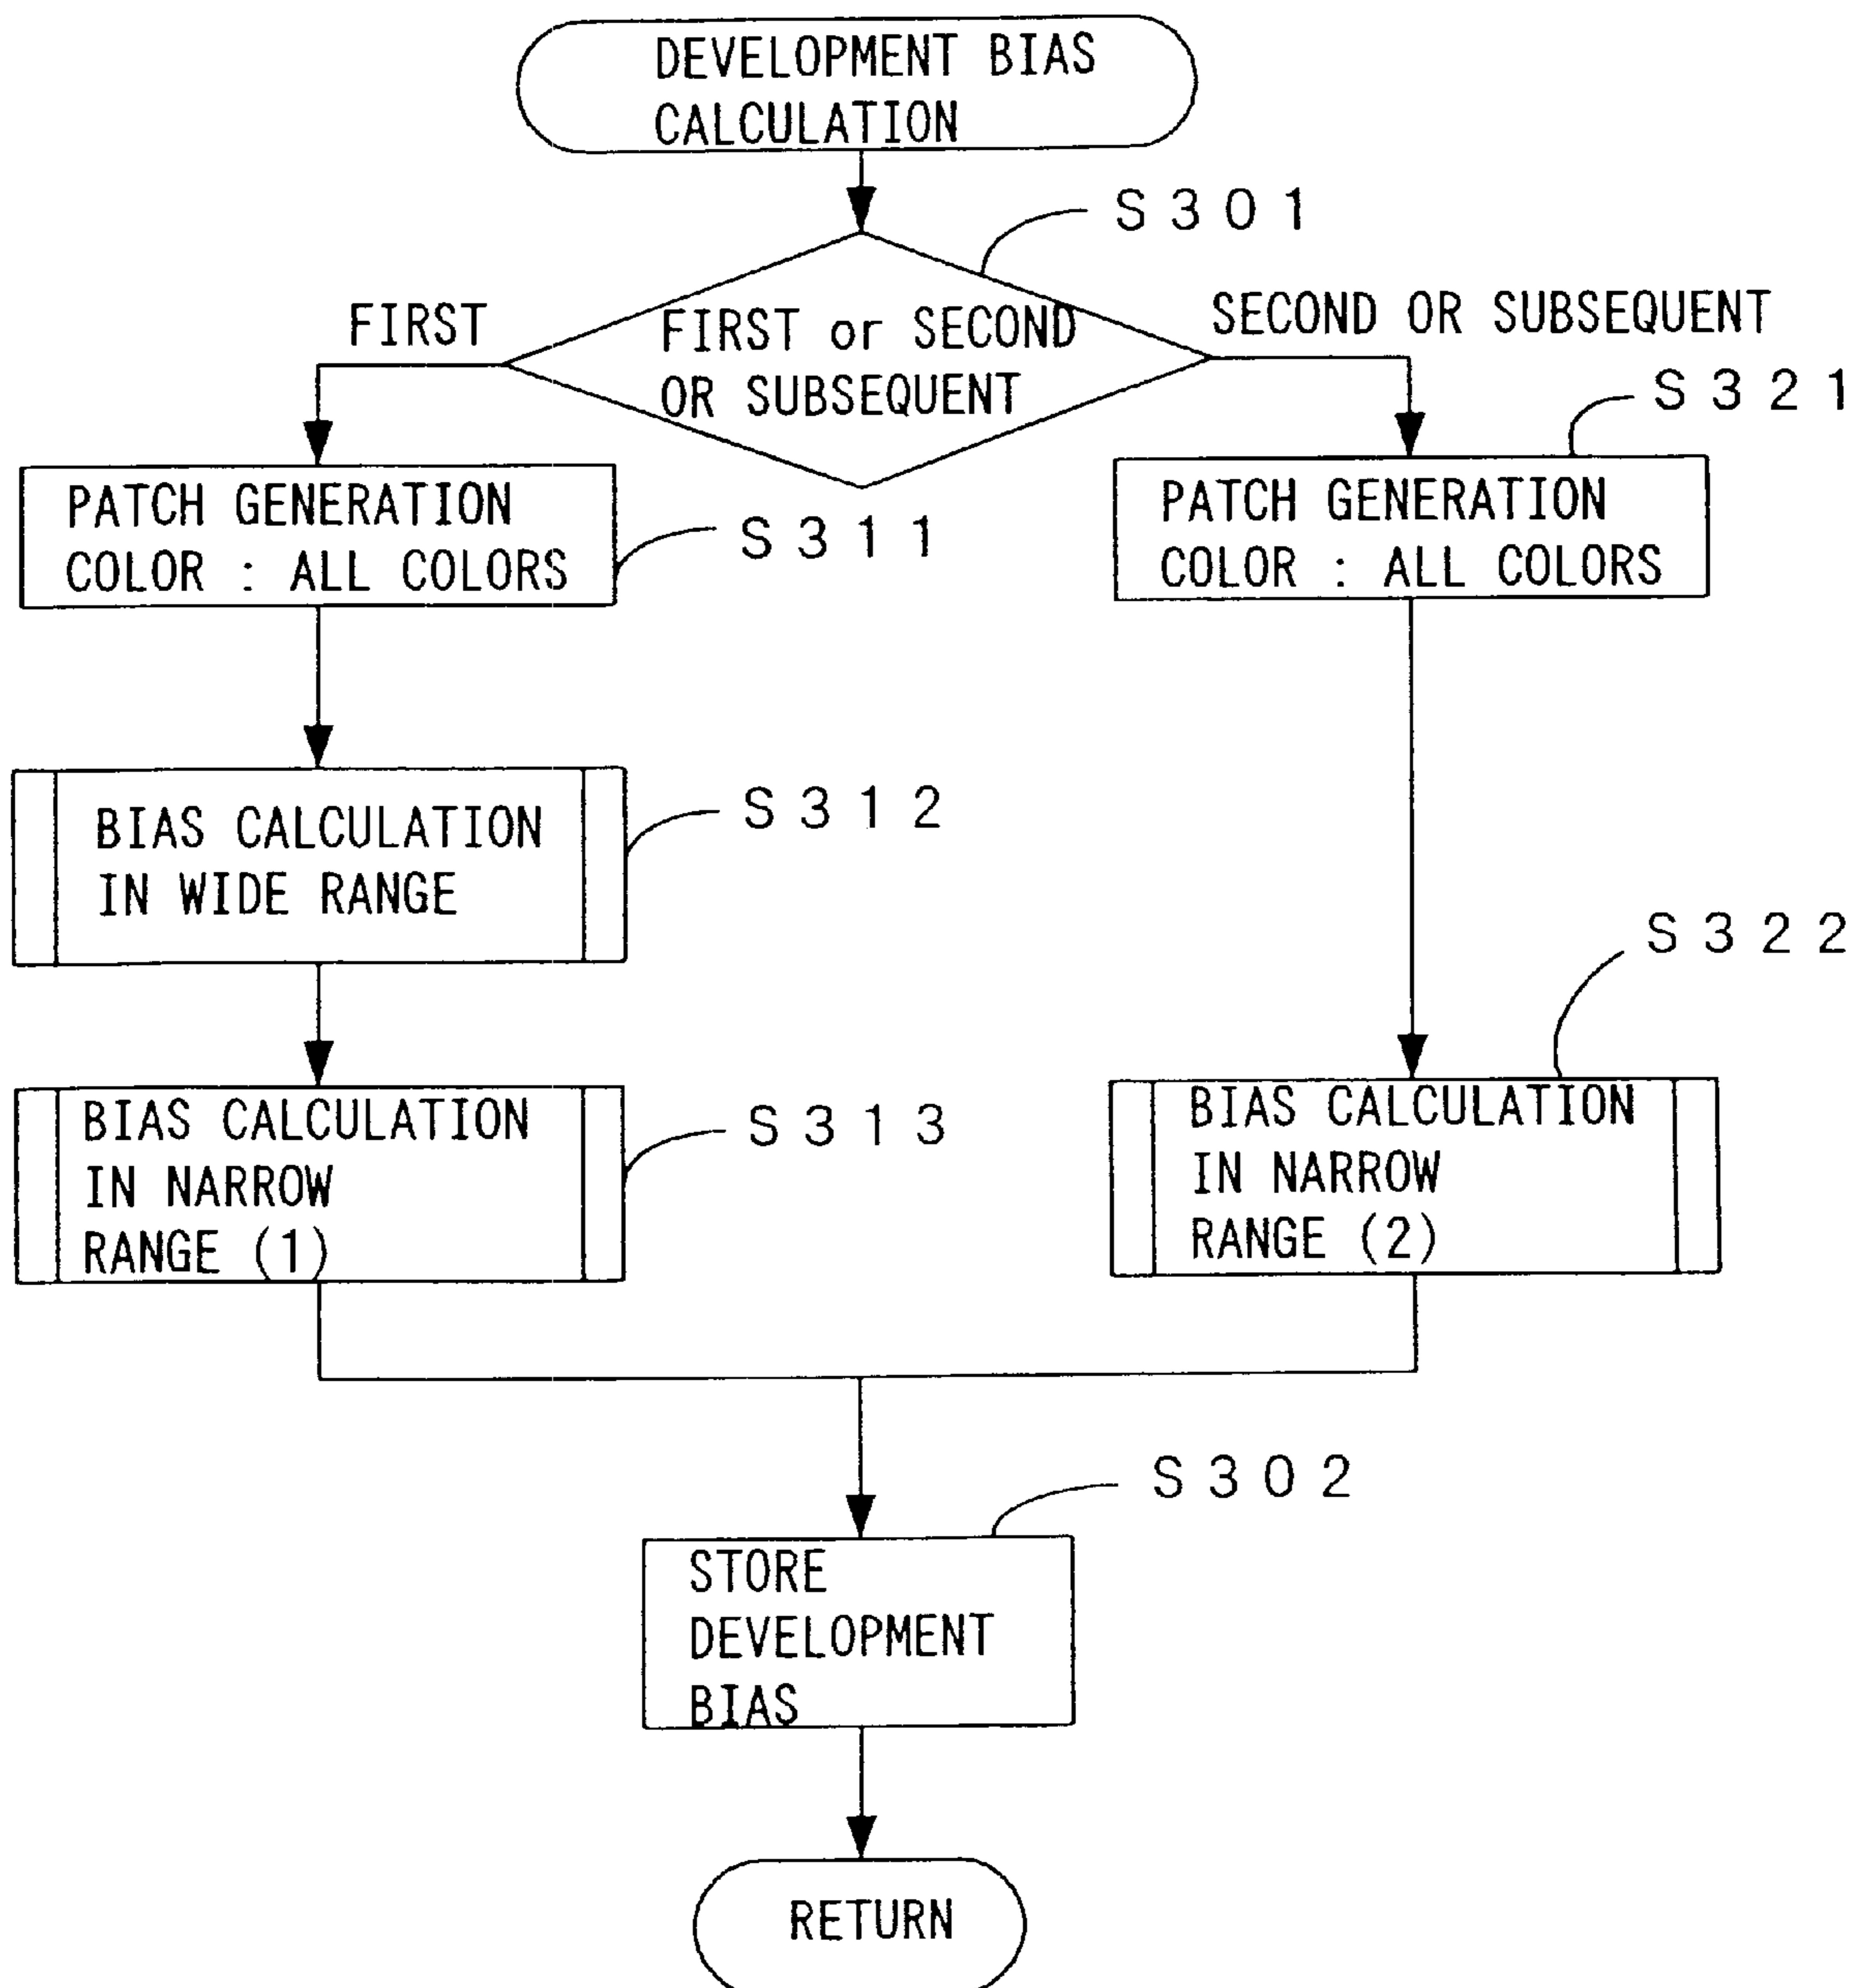 DEVELOPMENT BIAS
CALCULATION
S301
FIRST
FIRST or SECOND
OR SUBSEQUENT
SECOND OR SUBSEQUENT
S321
PATCH GENERATION
COLOR : ALL COLORS
S311
PATCH GENERATION
COLOR : ALL COLORS
BIAS CALCULATION
IN WIDE RANGE
S312
S322
BIAS CALCULATION
IN NARROW
RANGE (1)
S313
BIAS CALCULATION
IN NARROW
RANGE (2)
S302
STORE
DEVELOPMENT
BIAS
RETURN